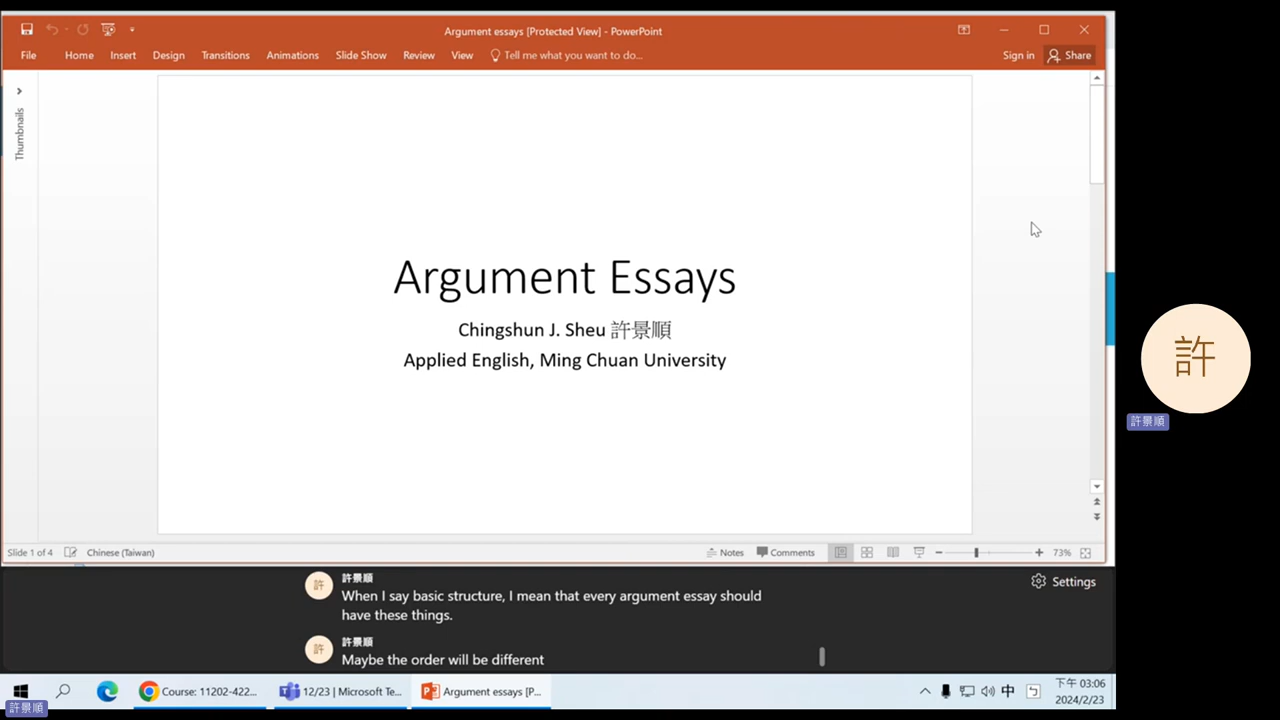 Argument essays [Protected View] - PowerPoint
File Home Insert Design Transitions Animations Slide Show Review View Tell me what you want to do... Sign in Share
Thumbnails
Argument Essays
Chingshun J. Sheu 許景順
Applied English, Ming Chuan University
許
許景順
Slide 1 of 4 Chinese (Taiwan) Notes Comments 73%
許 許景順
When I say basic structure, I mean that every argument essay should
have these things.
許 許景順
Maybe the order will be different
Settings
Course: 11202-422... 12/23 | Microsoft Te... Argument essays [P... 中 下午 03:06
2024/2/23
許景順